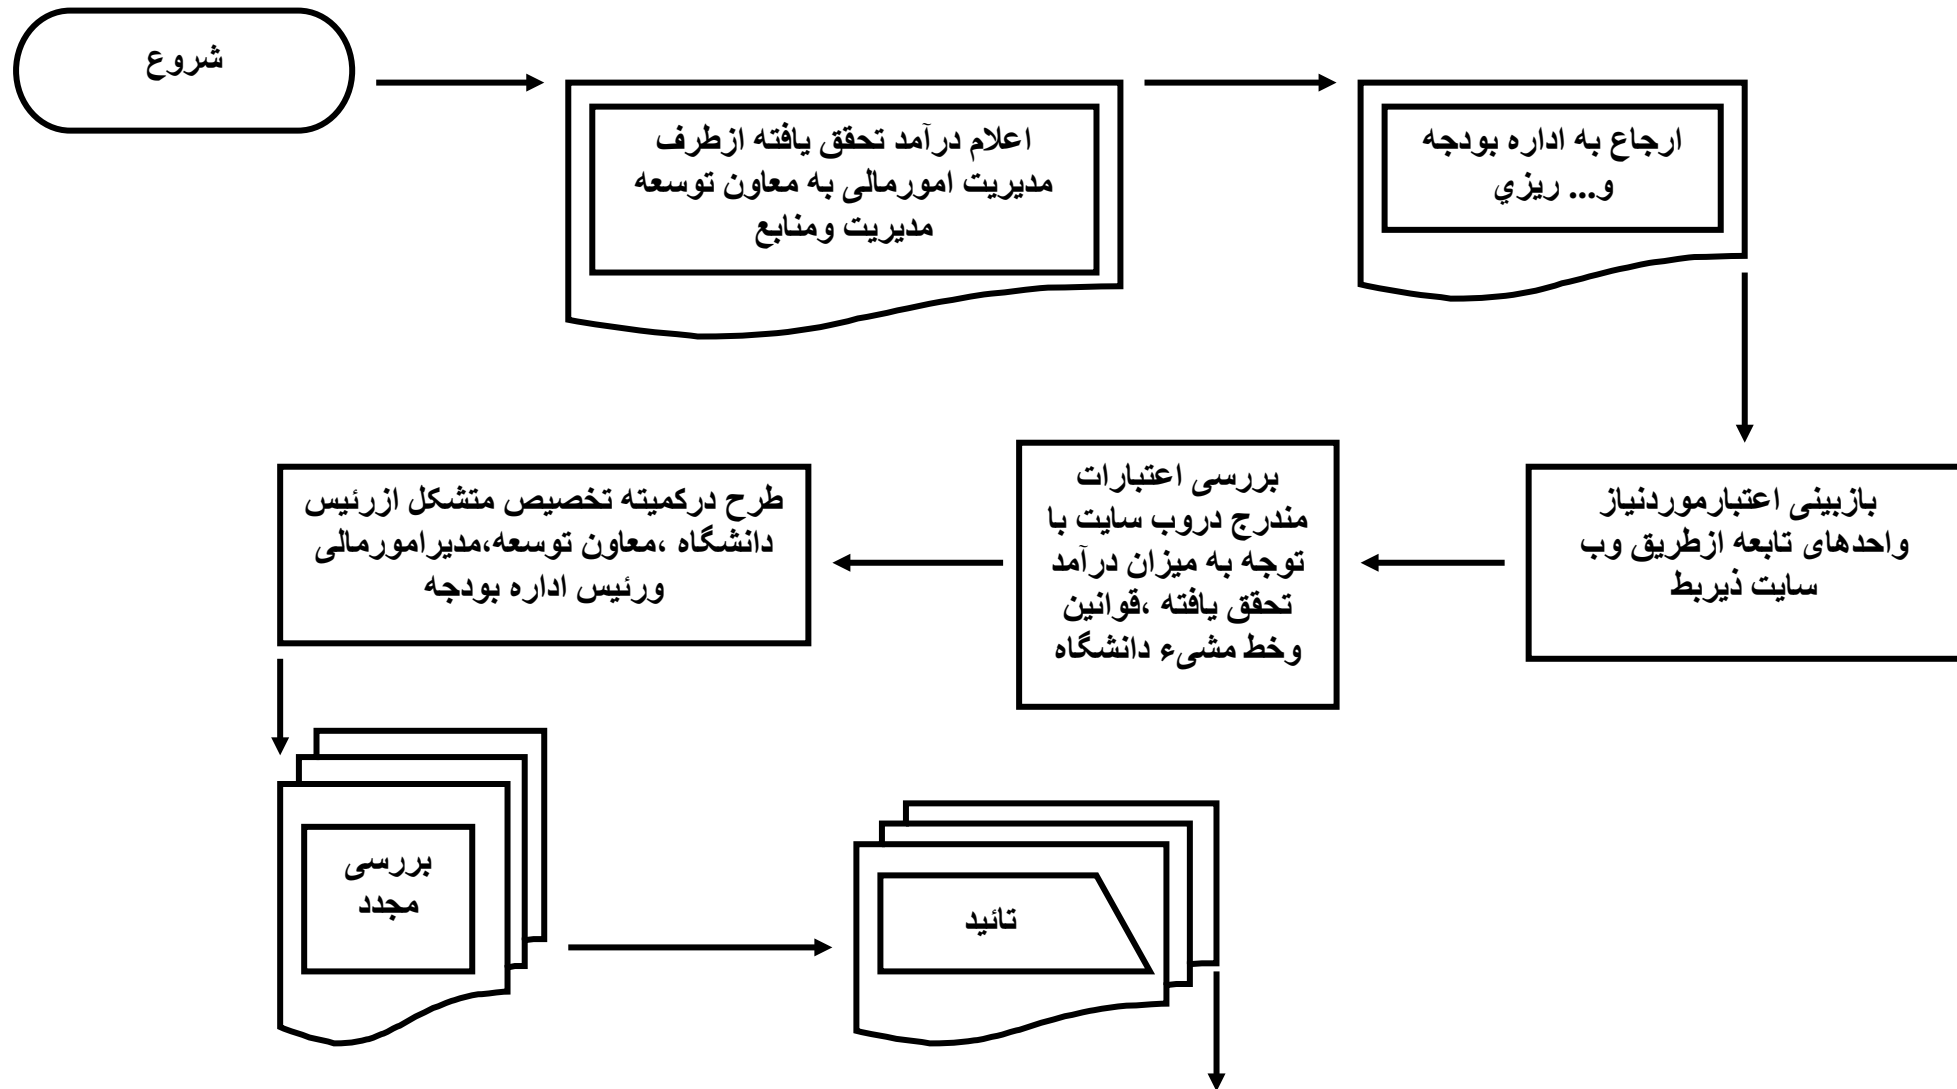 شروع
اعلام درآمد تحقق یافته ازطرف
مدیریت امورمالی به معاون توسعه
مدیریت ومنابع
ارجاع به اداره بودجه
و... ريزي
بازبینی اعتبارموردنیاز
واحدهای تابعه ازطریق وب
سایت ذیربط
بررسی اعتبارات
مندرج دروب سایت با
توجه به میزان درآمد
تحقق یافته ،قوانین
وخط مشیء دانشگاه
طرح درکمیته تخصیص متشکل ازرئیس
دانشگاه ،معاون توسعه،مدیرامورمالی
ورئیس اداره بودجه
بررسی
مجدد
تائید